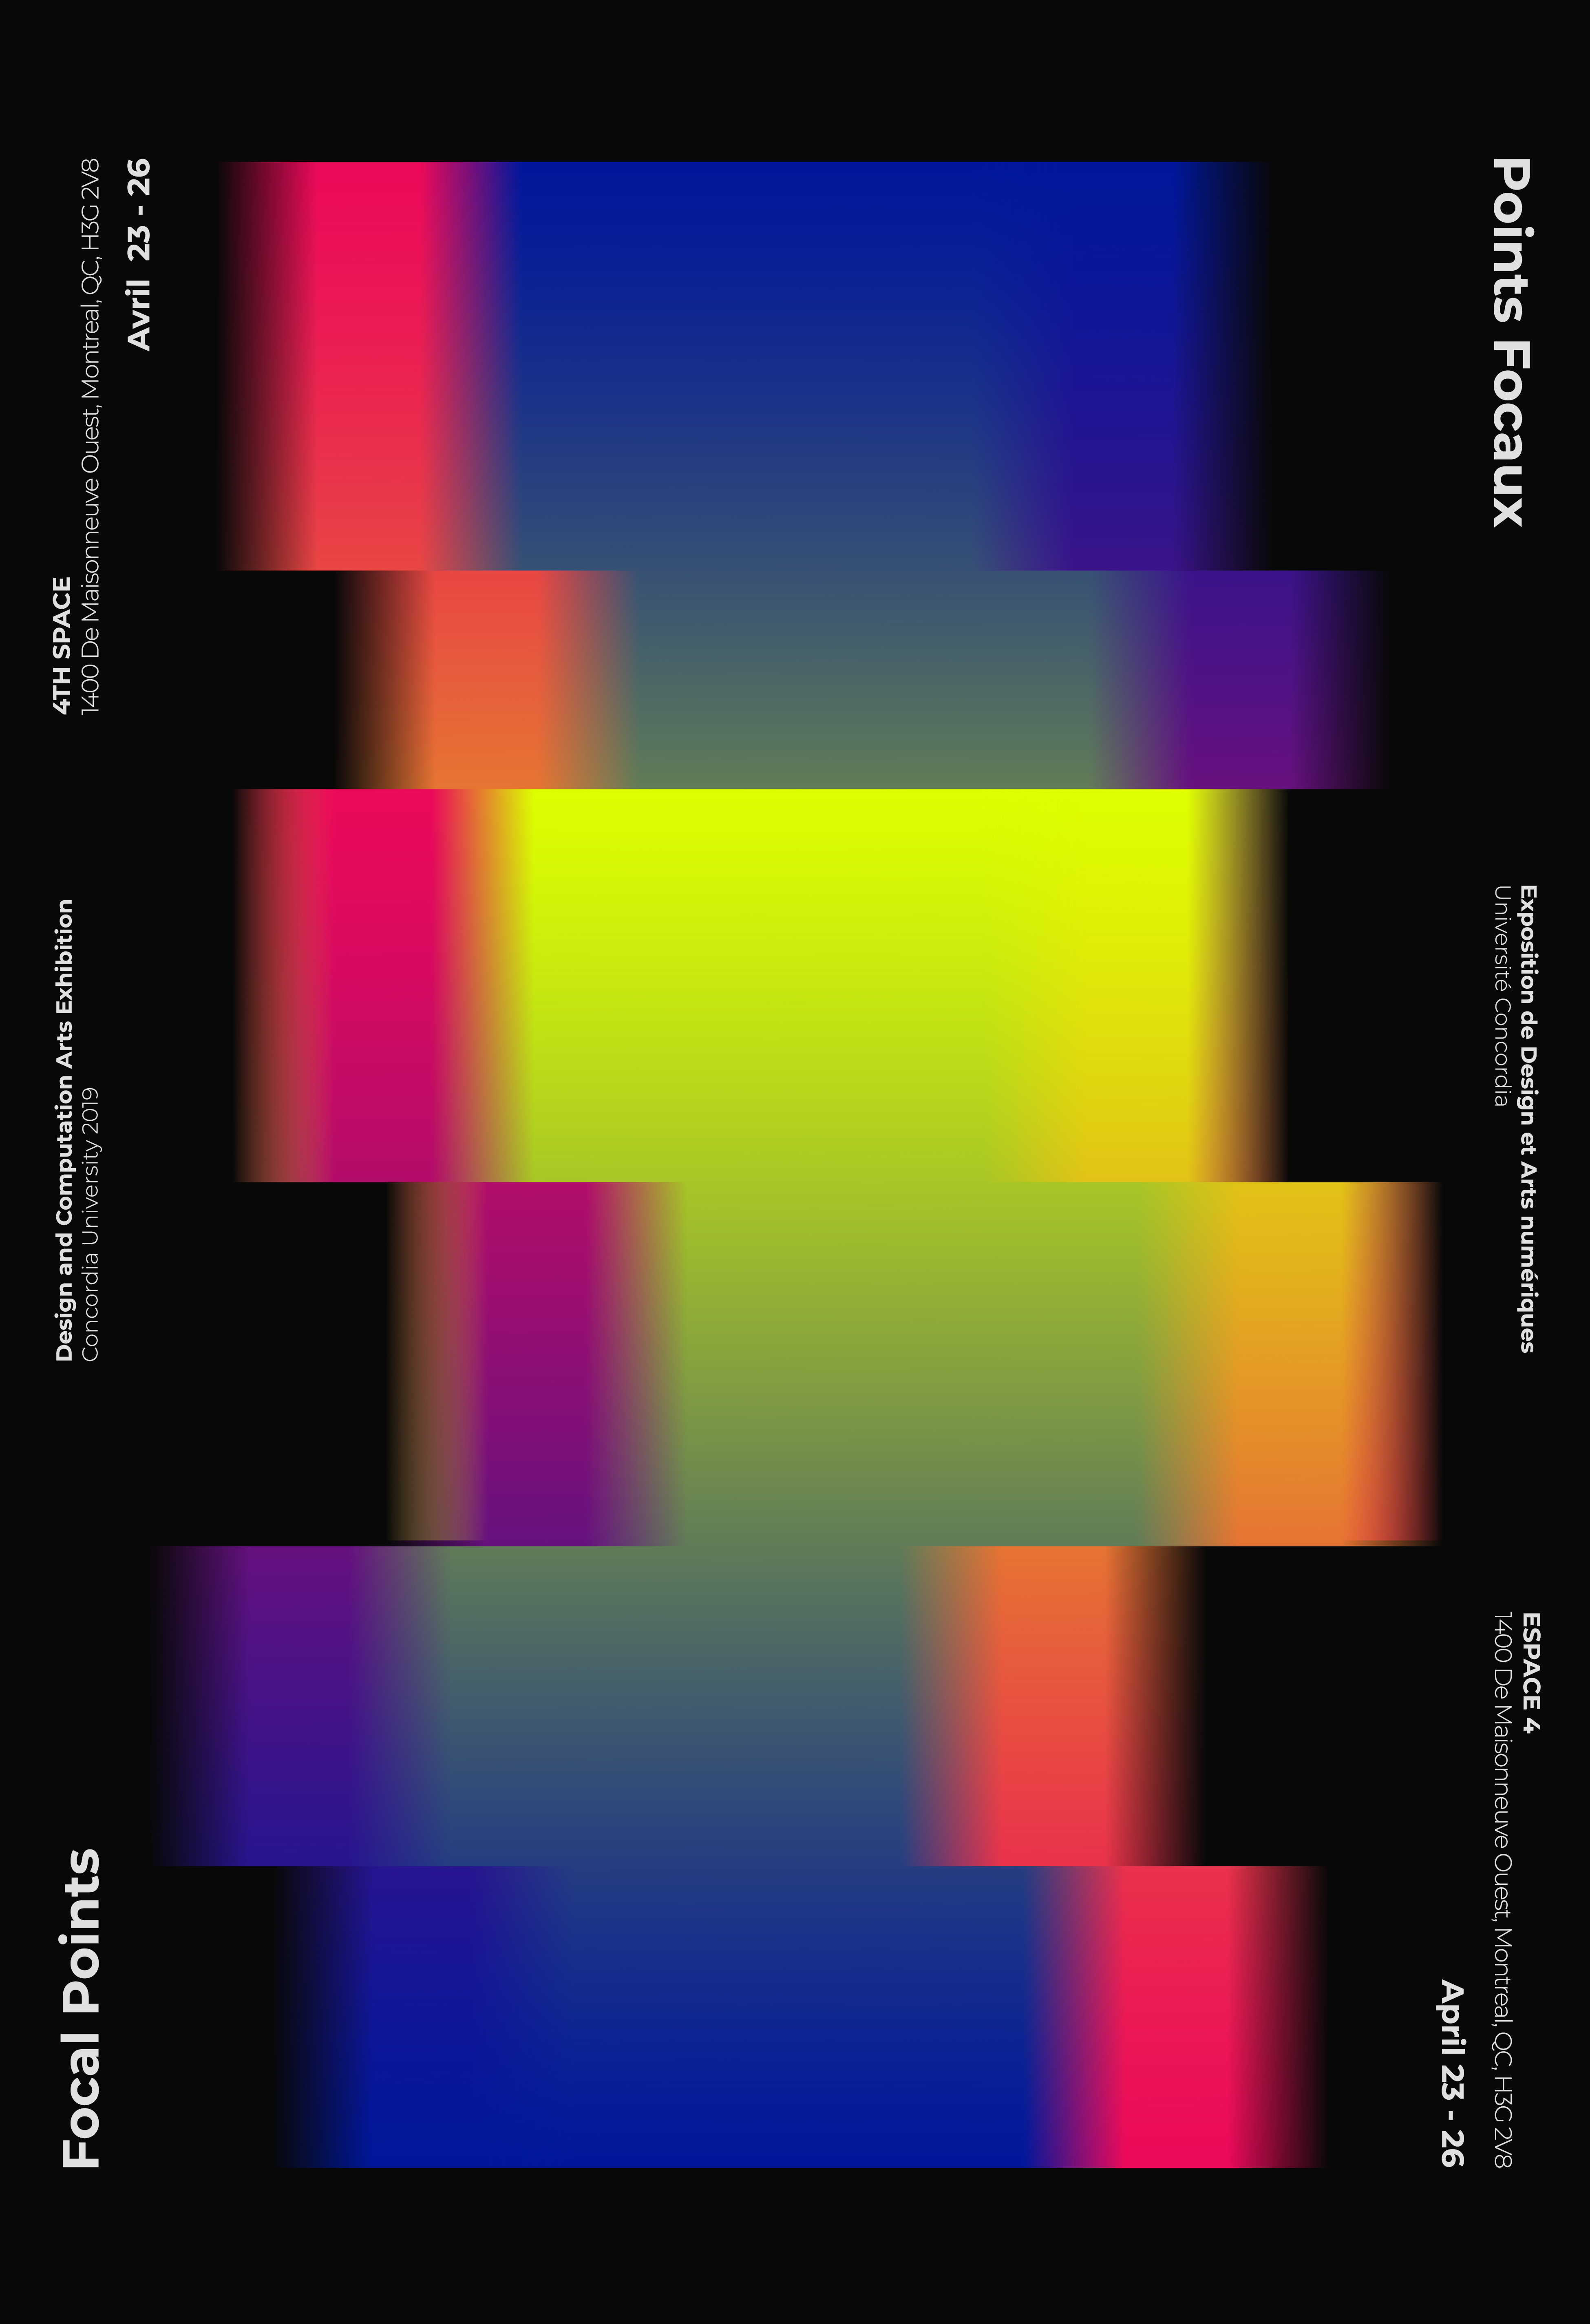 Focal Points
Design and Computation Arts Exhibition
Concordia University 2019
4TH SPACE
1400 De Maisonneuve Ouest, Montreal, QC, H3G 2V8
Avril 23 - 26
Points Focaux
Exposition de Design et Arts numériques
Université Concordia
ESPACE 4
1400 De Maisonneuve Ouest, Montreal, QC, H3G 2V8
April 23 - 26